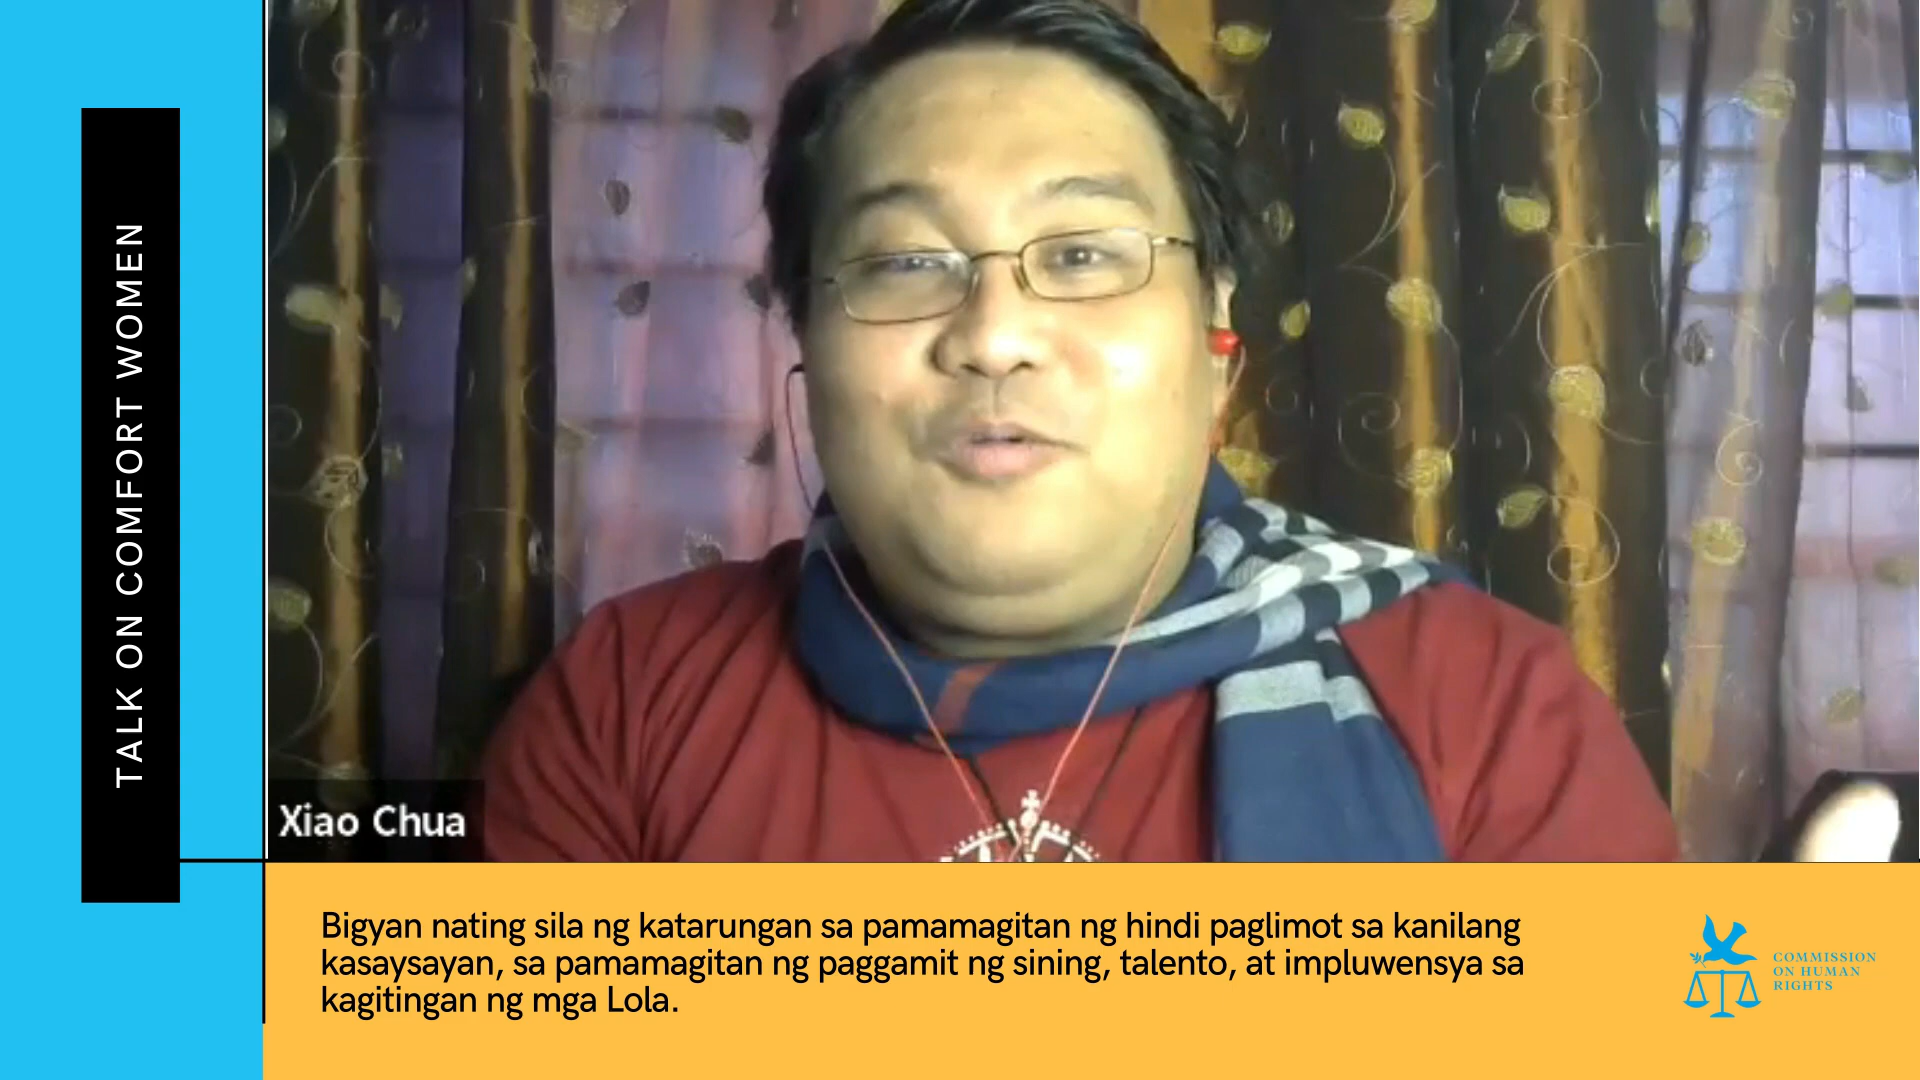 TALK ON COMFORT WOMEN
Xiao Chua
Bigyan nating sila ng katarungan sa pamamagitan ng hindi paglimot sa kanilang
kasaysayan, sa pamamagitan ng paggamit ng sining, talento, at impluwensya sa
kagitingan ng mga Lola.
COMMISSION
ON HUMAN
RIGHTS